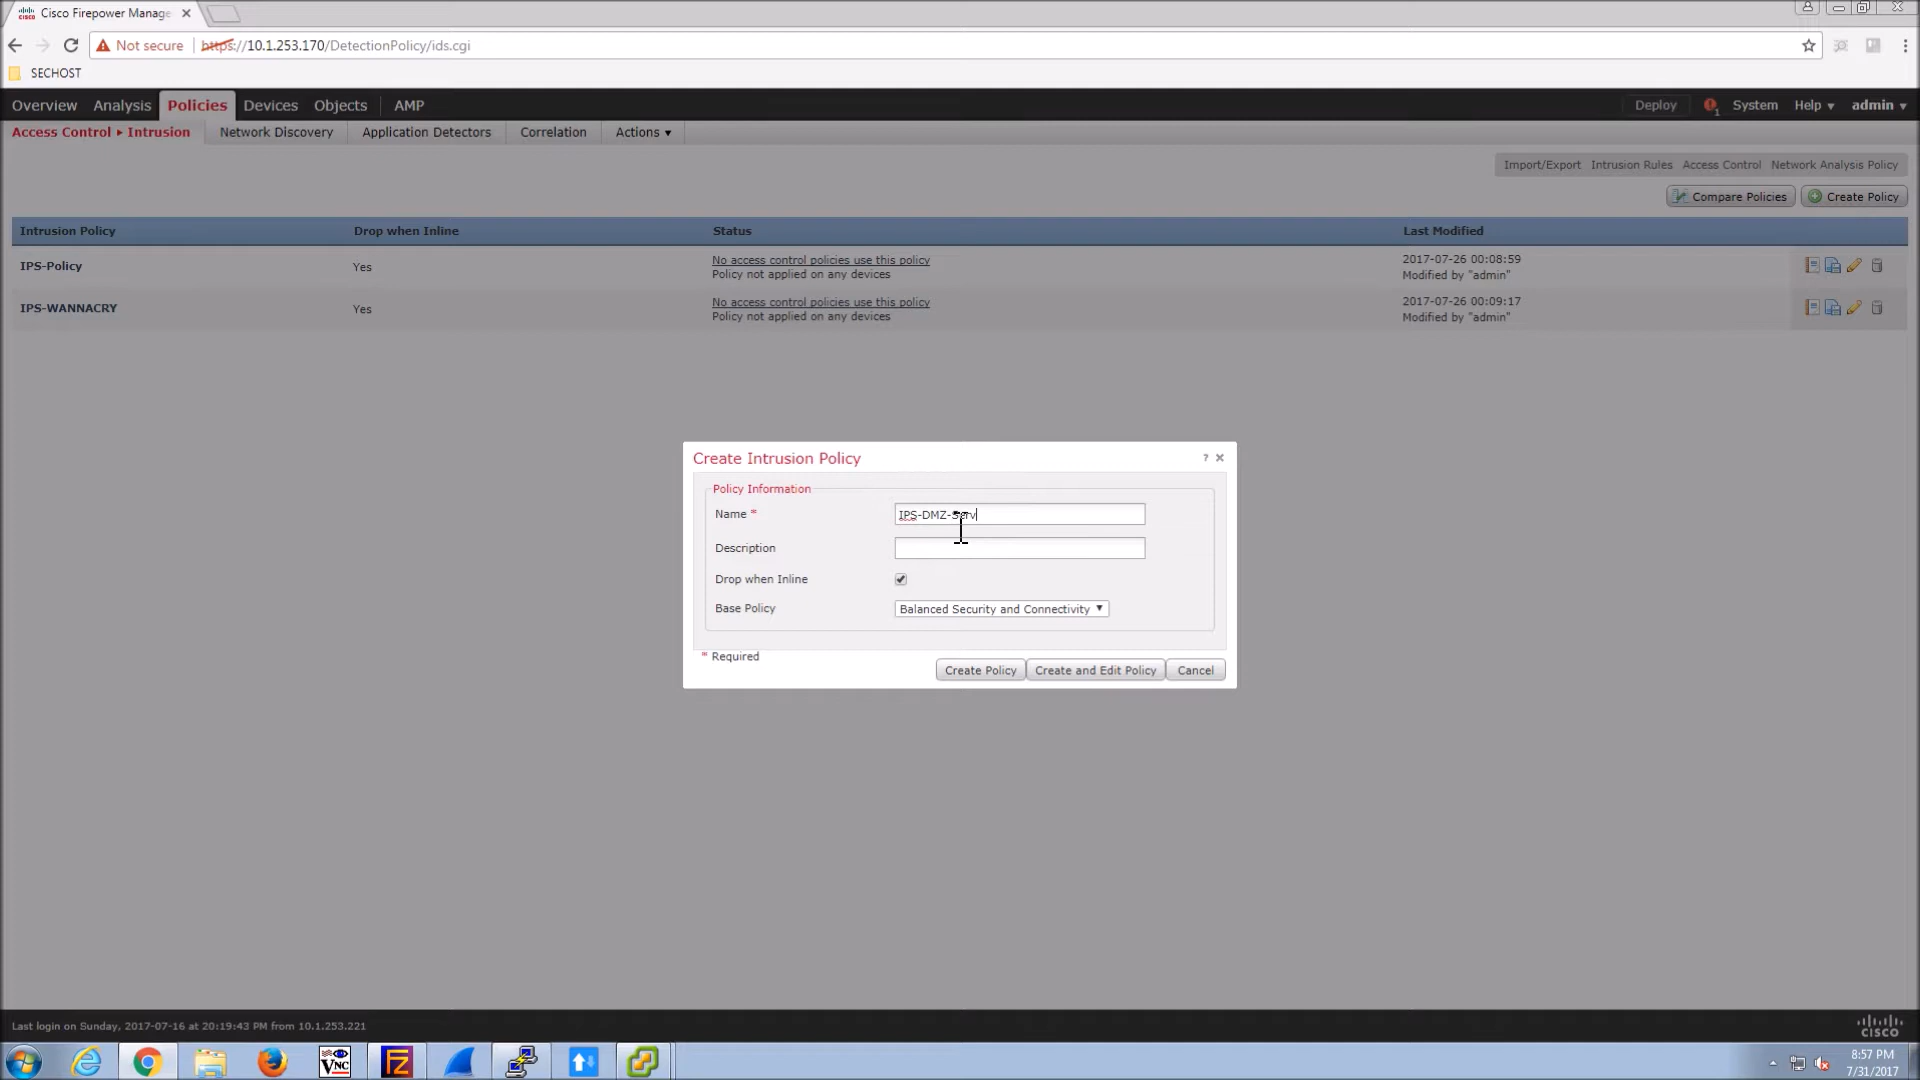 Cisco Firepower Manage
Not secure https://10.1.253.170/DetectionPolicy/ids.cgi
SECHOST
Overview Analysis Policies Devices Objects AMP Deploy 1 System Help ▾ admin ▾
Access Control ▸ Intrusion Network Discovery Application Detectors Correlation Actions ▾
Import/Export Intrusion Rules Access Control Network Analysis Policy
Compare Policies Create Policy
Intrusion Policy Drop when Inline Status Last Modified
IPS-Policy Yes No access control policies use this policy 2017-07-26 00:08:59
Policy not applied on any devices Modified by "admin"
IPS-WANNACRY Yes No access control policies use this policy 2017-07-26 00:09:17
Policy not applied on any devices Modified by "admin"
Create Intrusion Policy ? ×
Policy Information
Name * IPS-DMZ-Serv
Description
Drop when Inline
Base Policy Balanced Security and Connectivity ▼
* Required
Create Policy Create and Edit Policy Cancel
Last login on Sunday, 2017-07-16 at 20:19:43 PM from 10.1.253.221
CISCO
VNC
FZ
8:57 PM
7/31/2017